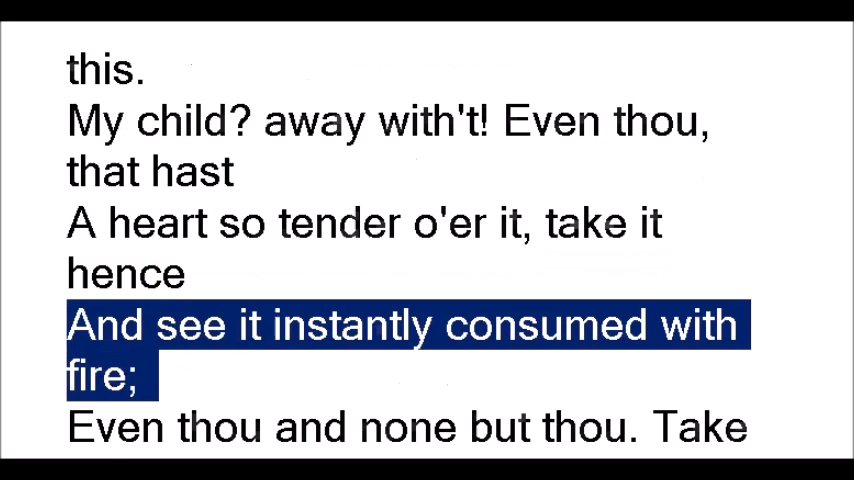 this.
My child? away with't! Even thou,
that hast
A heart so tender o'er it, take it
hence
And see it instantly consumed with
fire;
Even thou and none but thou. Take